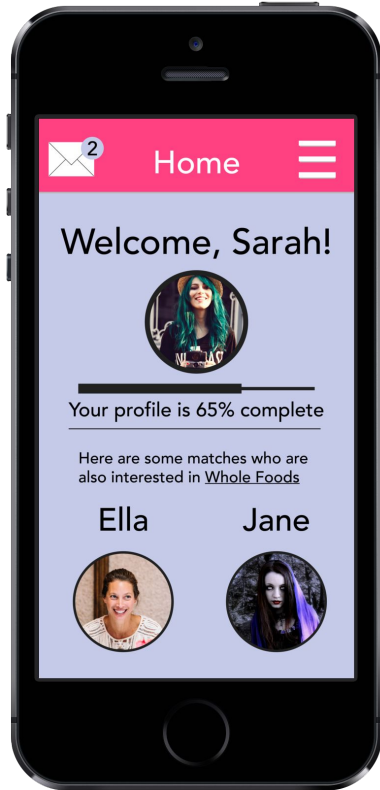 2
Home
Welcome, Sarah!
Your profile is 65% complete
Here are some matches who are
also interested in Whole Foods
Ella
Jane